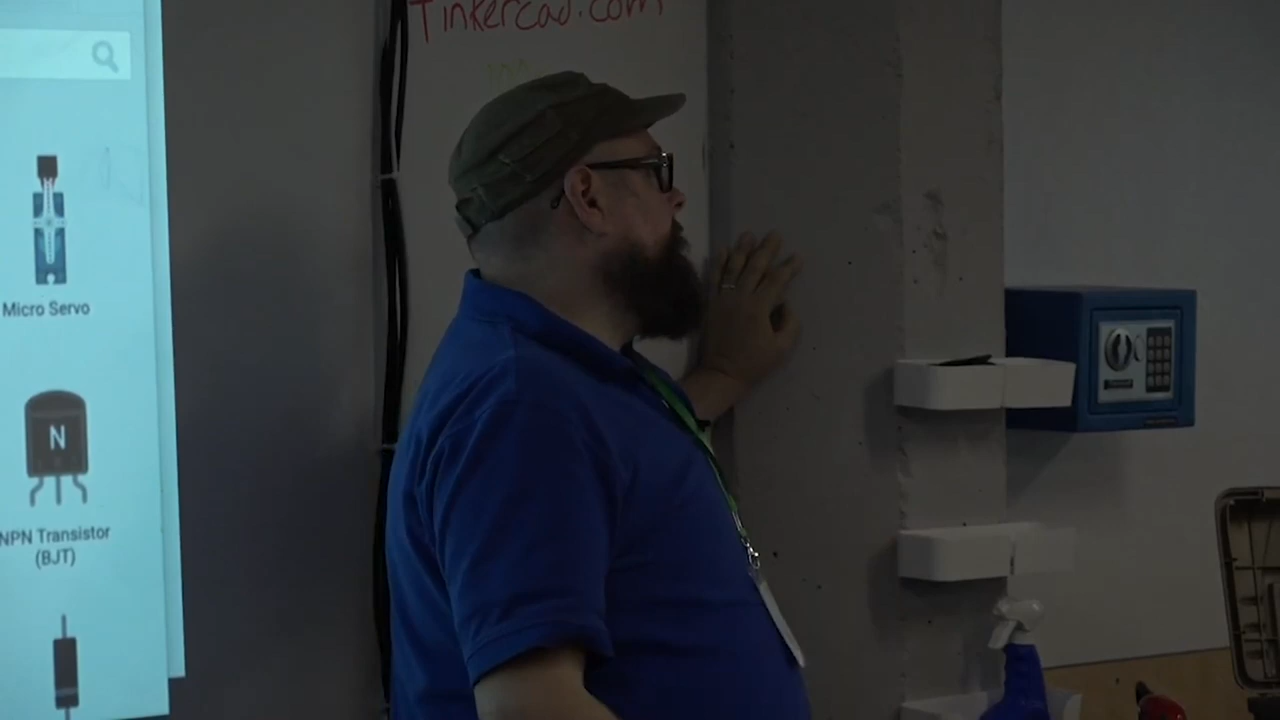 Tinkercad.com
Micro Servo
N
NPN Transistor
(BJT)